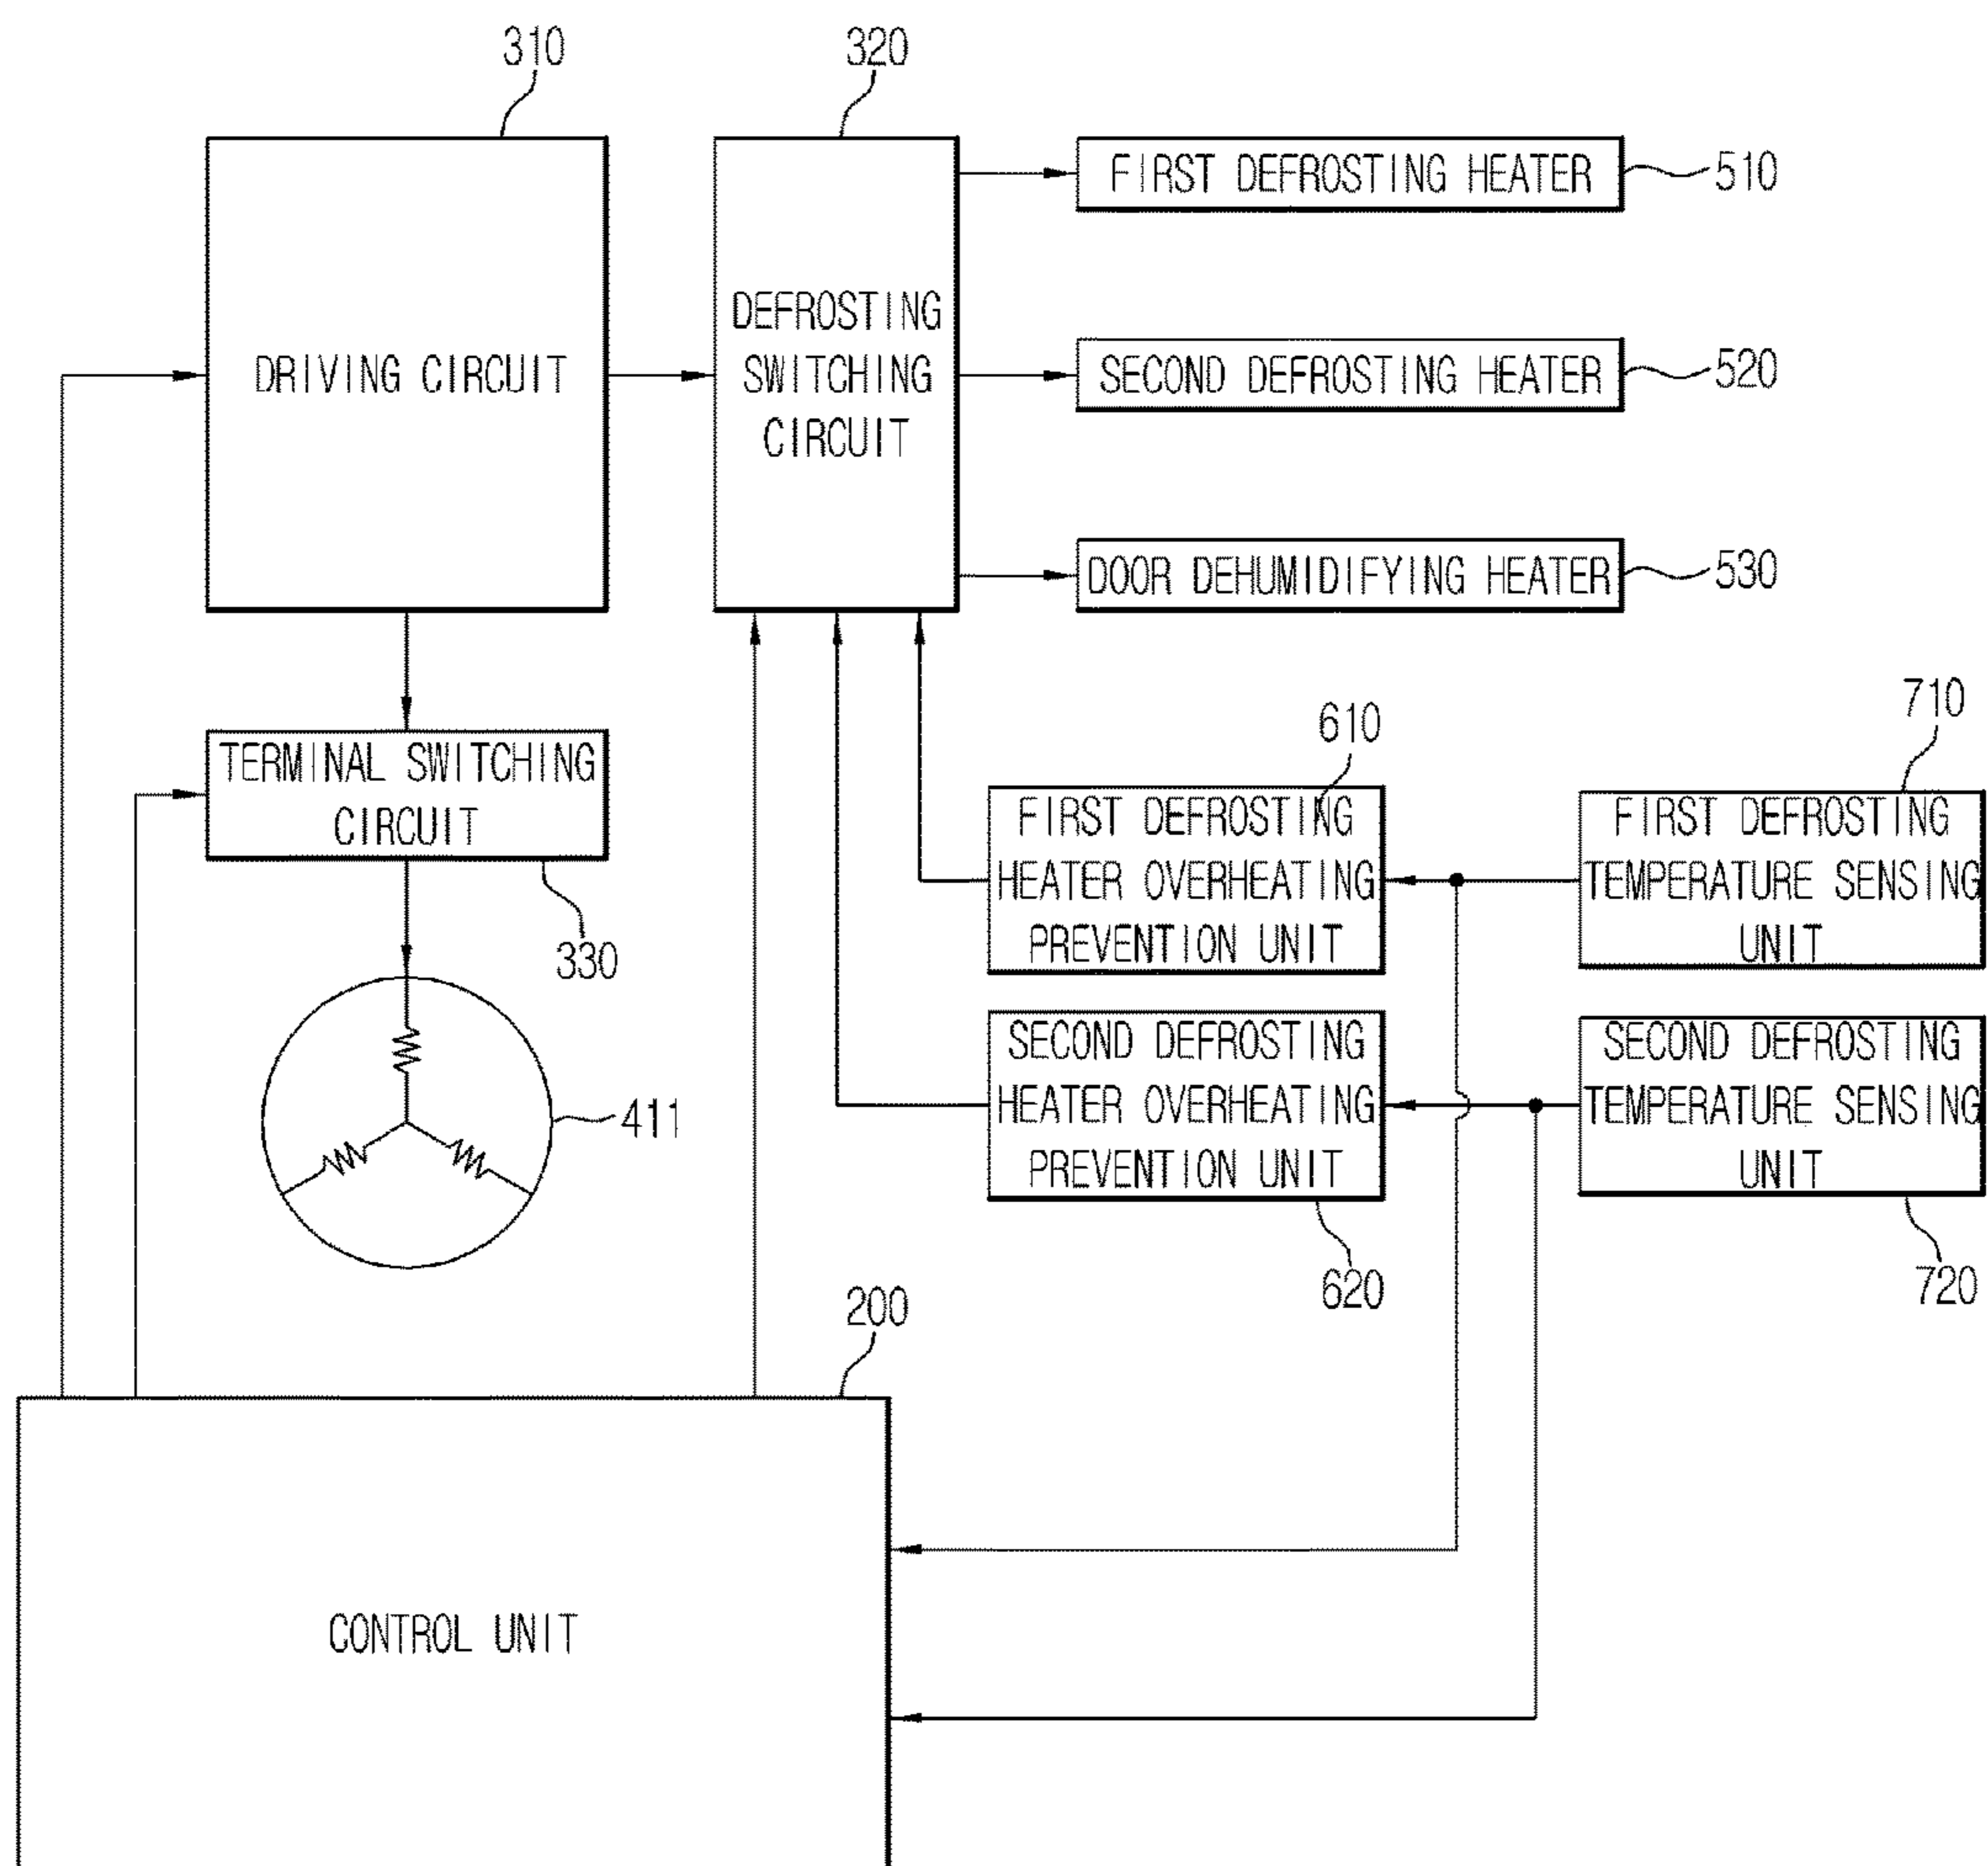 310
320
FIRST DEFROSTING HEATER
510
DRIVING CIRCUIT
DEFROSTING
SWITCHING
CIRCUIT
SECOND DEFROSTING HEATER
520
DOOR DEHUMIDIFYING HEATER
530
TERMINAL SWITCHING
CIRCUIT
330
610
FIRST DEFROSTING
HEATER OVERHEATING
PREVENTION UNIT
710
FIRST DEFROSTING
TEMPERATURE SENSING
UNIT
411
SECOND DEFROSTING
HEATER OVERHEATING
PREVENTION UNIT
620
SECOND DEFROSTING
TEMPERATURE SENSING
UNIT
720
200
CONTROL UNIT